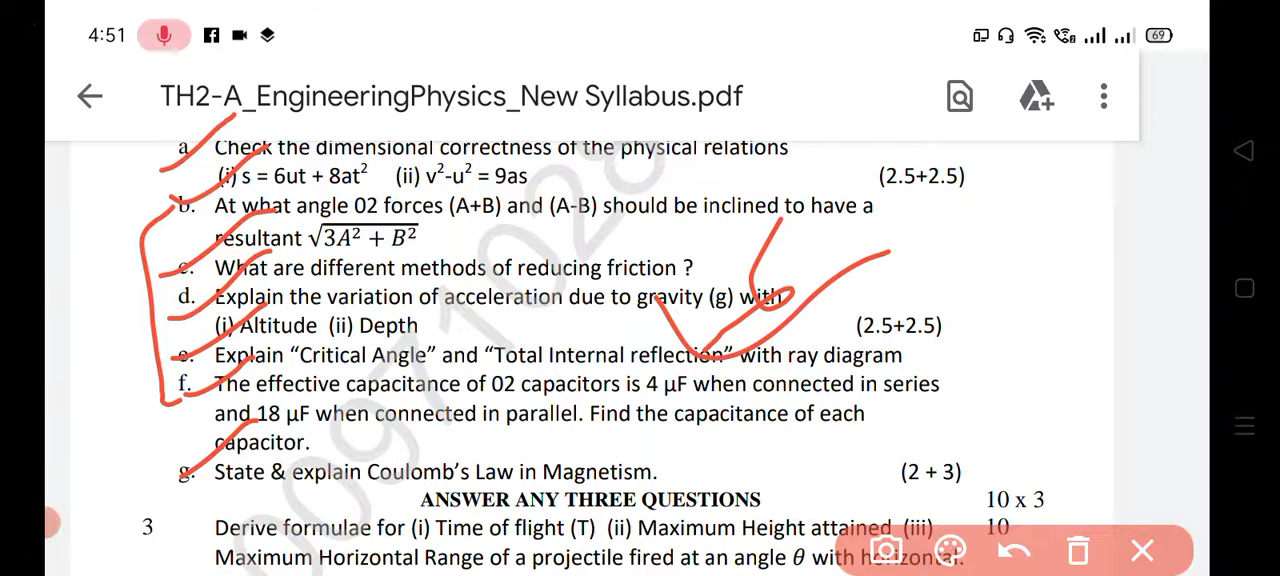 4:51
69
TH2-A_EngineeringPhysics_New Syllabus.pdf
a. Check the dimensional correctness of the physical relations
(i) s = 6ut + 8at² (ii) v²-u² = 9as (2.5+2.5)
b. At what angle 02 forces (A+B) and (A-B) should be inclined to have a
resultant √3A² + B²
c. What are different methods of reducing friction ?
d. Explain the variation of acceleration due to gravity (g) with
(i) Altitude (ii) Depth (2.5+2.5)
e. Explain “Critical Angle” and “Total Internal reflection” with ray diagram
f. The effective capacitance of 02 capacitors is 4 µF when connected in series
and 18 µF when connected in parallel. Find the capacitance of each
capacitor.
g. State & explain Coulomb’s Law in Magnetism. (2 + 3)
ANSWER ANY THREE QUESTIONS 10 x 3
3 Derive formulae for (i) Time of flight (T) (ii) Maximum Height attained (iii) 10
Maximum Horizontal Range of a projectile fired at an angle θ with horizontal.